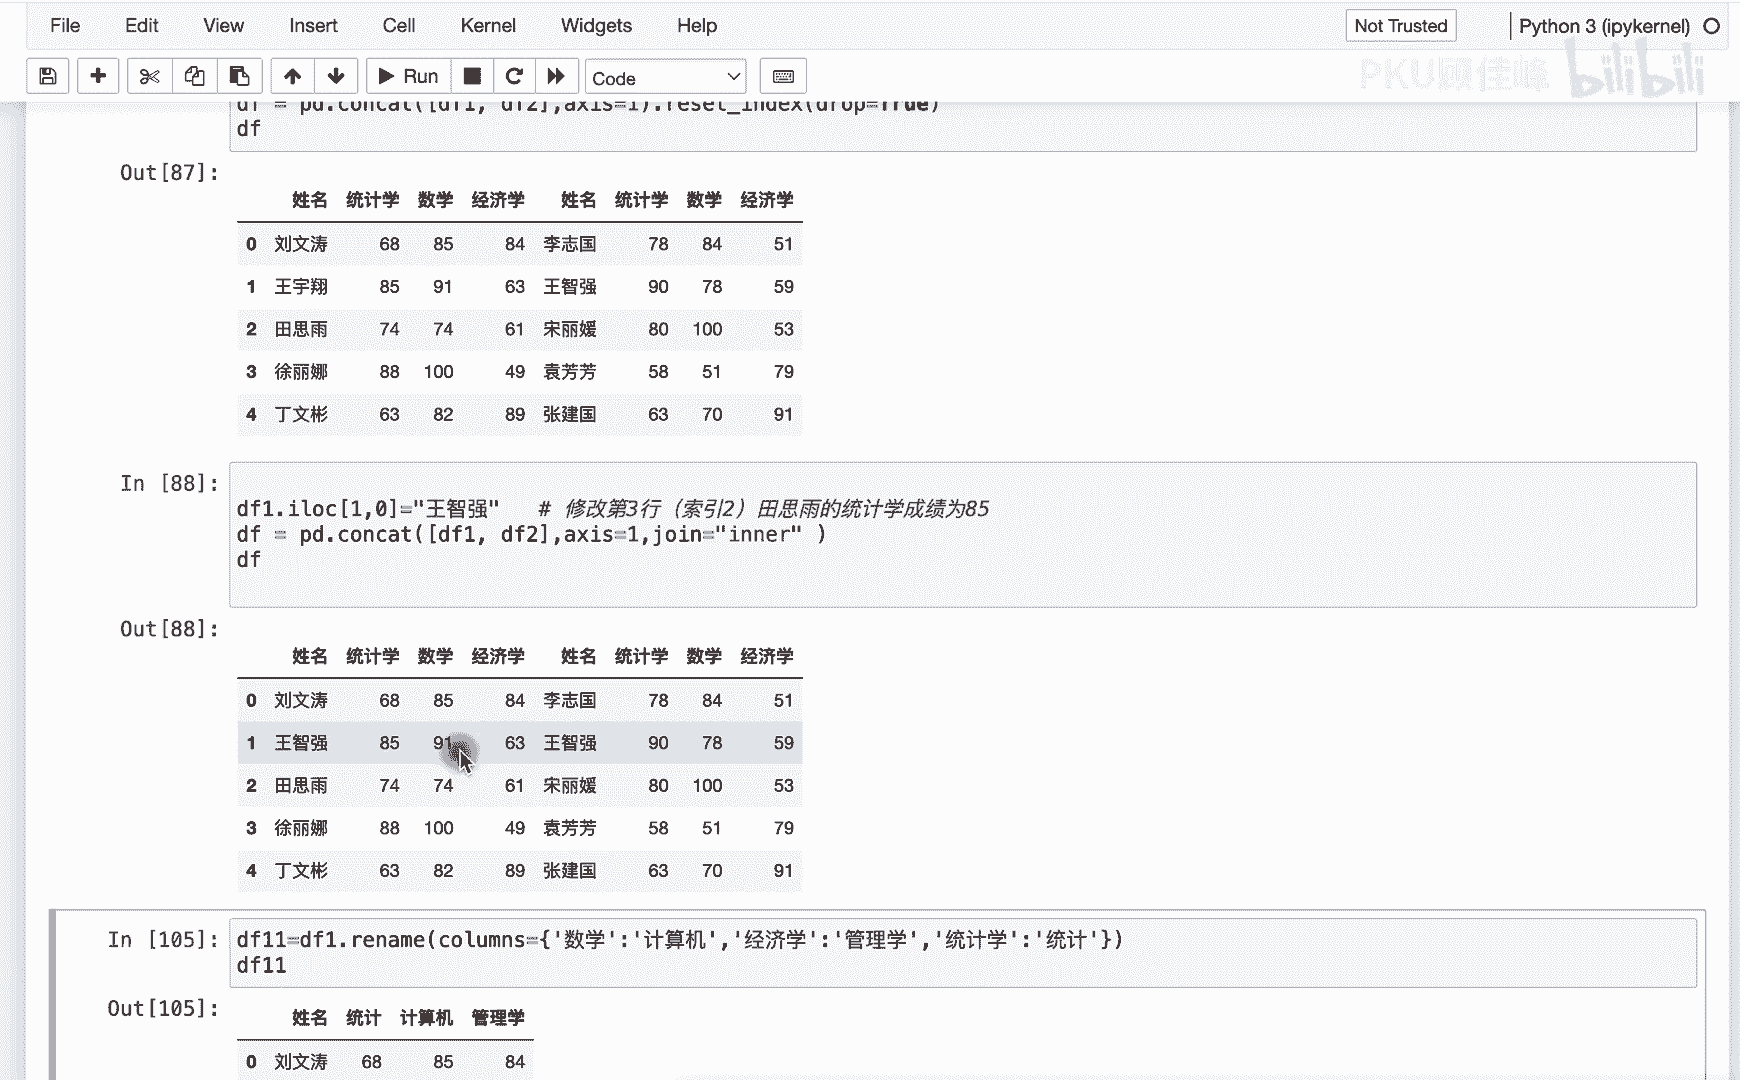 File Edit View Insert Cell Kernel Widgets Help Not Trusted Python 3 (ipykernel)
Run Code
PKU顾佳峰 bilibili
df = pd.concat([df1, df2],axis=1).reset_index(drop=True)
df
Out[87]:
姓名 统计学 数学 经济学 姓名 统计学 数学 经济学
0 刘文涛 68 85 84 李志国 78 84 51
1 王宇翔 85 91 63 王智强 90 78 59
2 田思雨 74 74 61 宋丽媛 80 100 53
3 徐丽娜 88 100 49 袁芳芳 58 51 79
4 丁文彬 63 82 89 张建国 63 70 91
In [88]:
df1.iloc[1,0]="王智强" # 修改第3行（索引2）田思雨的统计学成绩为85
df = pd.concat([df1, df2],axis=1,join="inner" )
df
Out[88]:
姓名 统计学 数学 经济学 姓名 统计学 数学 经济学
0 刘文涛 68 85 84 李志国 78 84 51
1 王智强 85 91 63 王智强 90 78 59
2 田思雨 74 74 61 宋丽媛 80 100 53
3 徐丽娜 88 100 49 袁芳芳 58 51 79
4 丁文彬 63 82 89 张建国 63 70 91
In [105]: df11=df1.rename(columns={'数学':'计算机','经济学':'管理学','统计学':'统计'})
df11
Out[105]:
姓名 统计 计算机 管理学
0 刘文涛 68 85 84